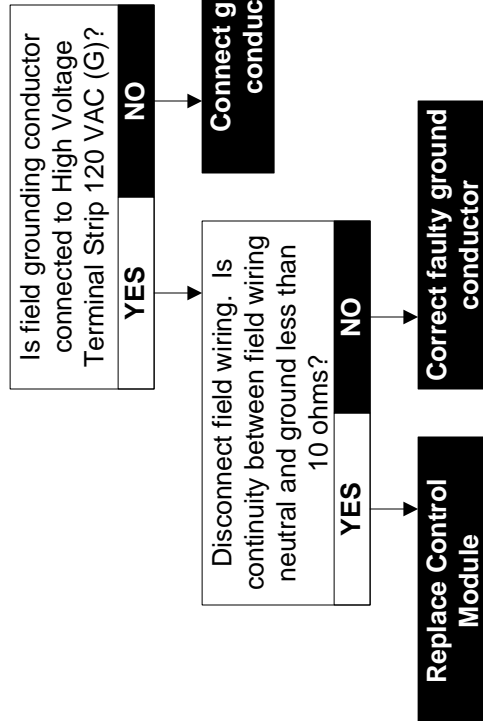 Is field grounding conductor
connected to High Voltage
Terminal Strip 120 VAC (G)?
YES
NO
Connect g
conduc
Disconnect field wiring.  Is
continuity between field wiring
neutral and ground less than
10 ohms?
YES
NO
Replace Control
Module
Correct faulty ground
conductor